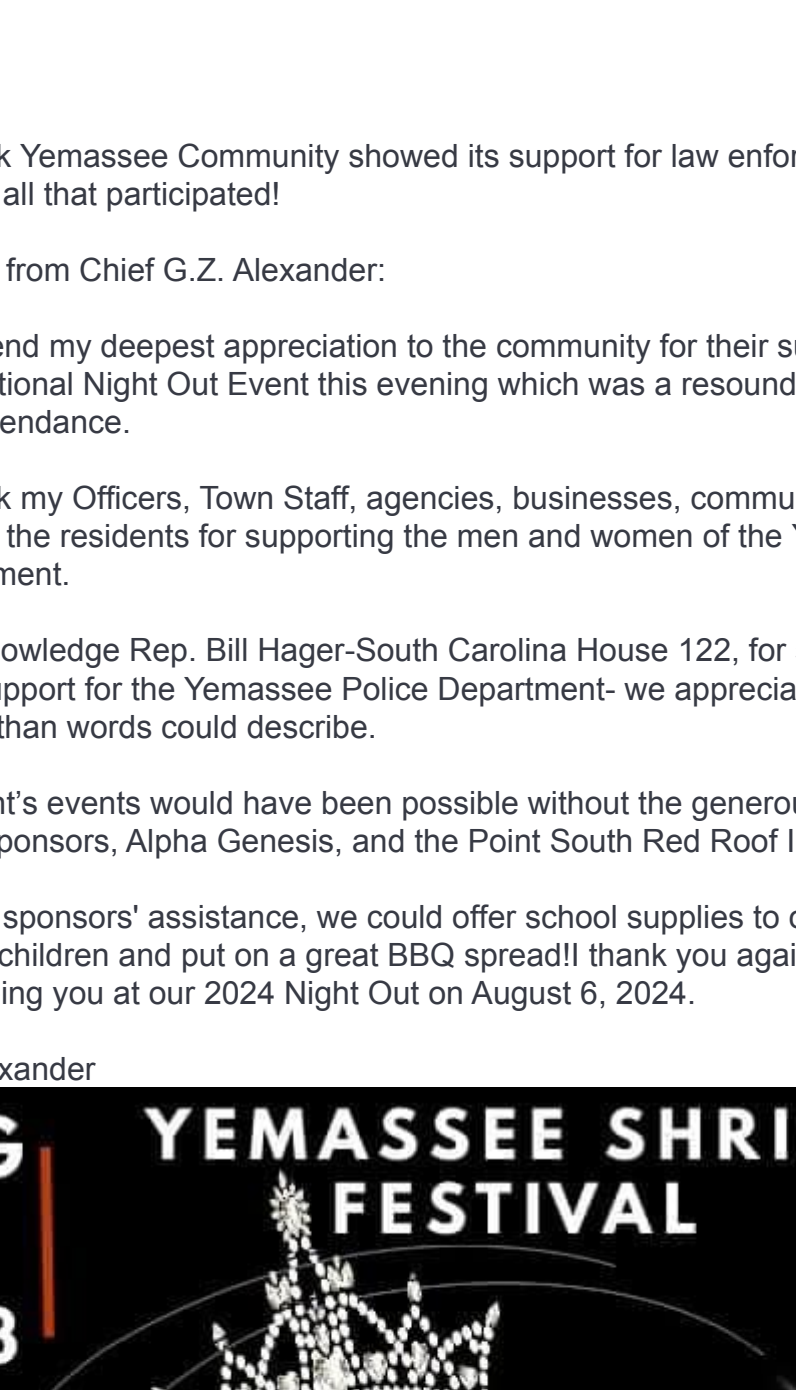 k Yemassee Community showed its support for law enfor
all that participated!
from Chief G.Z. Alexander:
end my deepest appreciation to the community for their su
tional Night Out Event this evening which was a resound
endance.
k my Officers, Town Staff, agencies, businesses, commu
the residents for supporting the men and women of the Y
ment.
owledge Rep. Bill Hager-South Carolina House 122, for
upport for the Yemassee Police Department- we apprecia
than words could describe.
nt’s events would have been possible without the generou
ponsors, Alpha Genesis, and the Point South Red Roof I
sponsors' assistance, we could offer school supplies to o
children and put on a great BBQ spread!I thank you agai
ing you at our 2024 Night Out on August 6, 2024.
xander
G
YEMASSEE SHRI
FESTIVAL
3